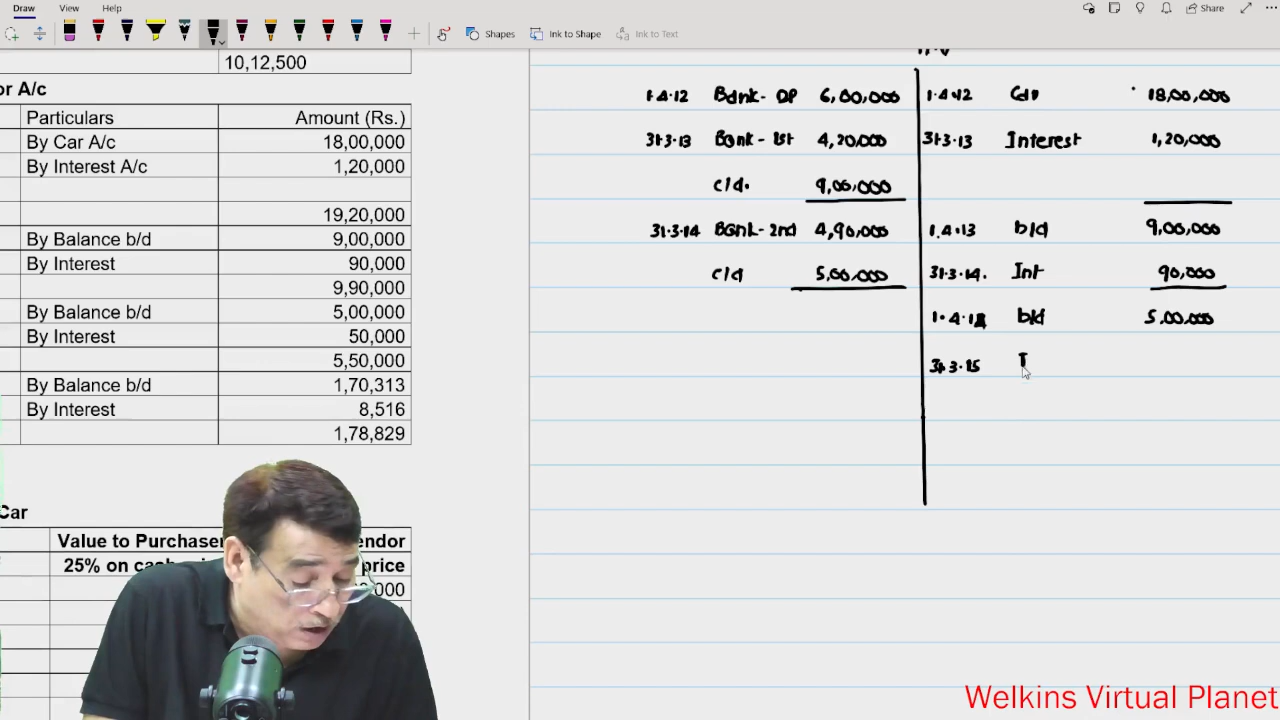 Draw View Help
Share
Shapes Ink to Shape Ink to Text
10,12,500
or A/c
Particulars Amount (Rs.)
By Car A/c 18,00,000
By Interest A/c 1,20,000
19,20,000
By Balance b/d 9,00,000
By Interest 90,000
9,90,000
By Balance b/d 5,00,000
By Interest 50,000
5,50,000
By Balance b/d 1,70,313
By Interest 8,516
1,78,829
Car
Value to Purchase endor
25% on cas price
,000
1.4.12 Bank - DP 6,00,000 1.4.12 Car 18,00,000
31.3.13 Bank - 1st 4,20,000 31.3.13 Interest 1,20,000
c/d. 9,00,000
31.3.14 Bank - 2nd 4,90,000 1.4.13 b/d 9,00,000
c/d 5,00,000 31.3.14. Int 90,000
1.4.1 b/d 5,00,000
31.3.15 I
Welkins Virtual Planet